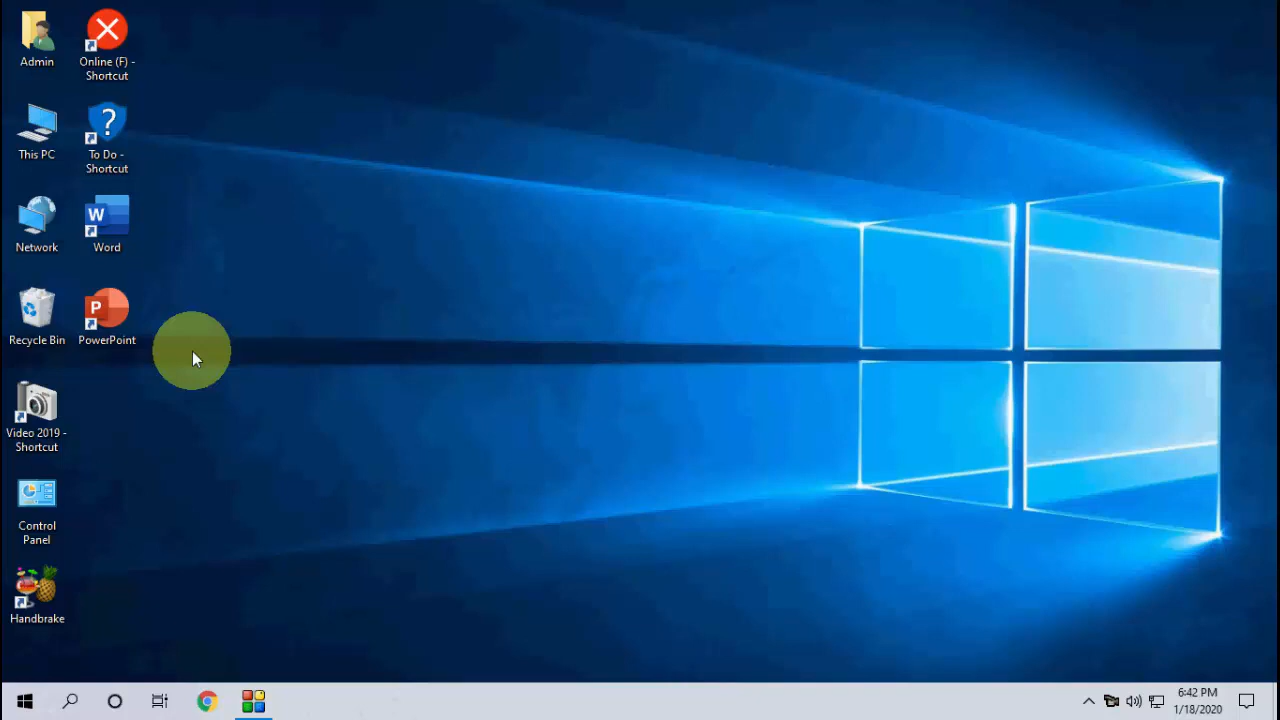 Admin
Online (F) -
Shortcut
This PC
To Do -
Shortcut
Network
W
Word
Recycle Bin
P
PowerPoint
Video 2019 -
Shortcut
Control
Panel
Handbrake
6:42 PM
1/18/2020